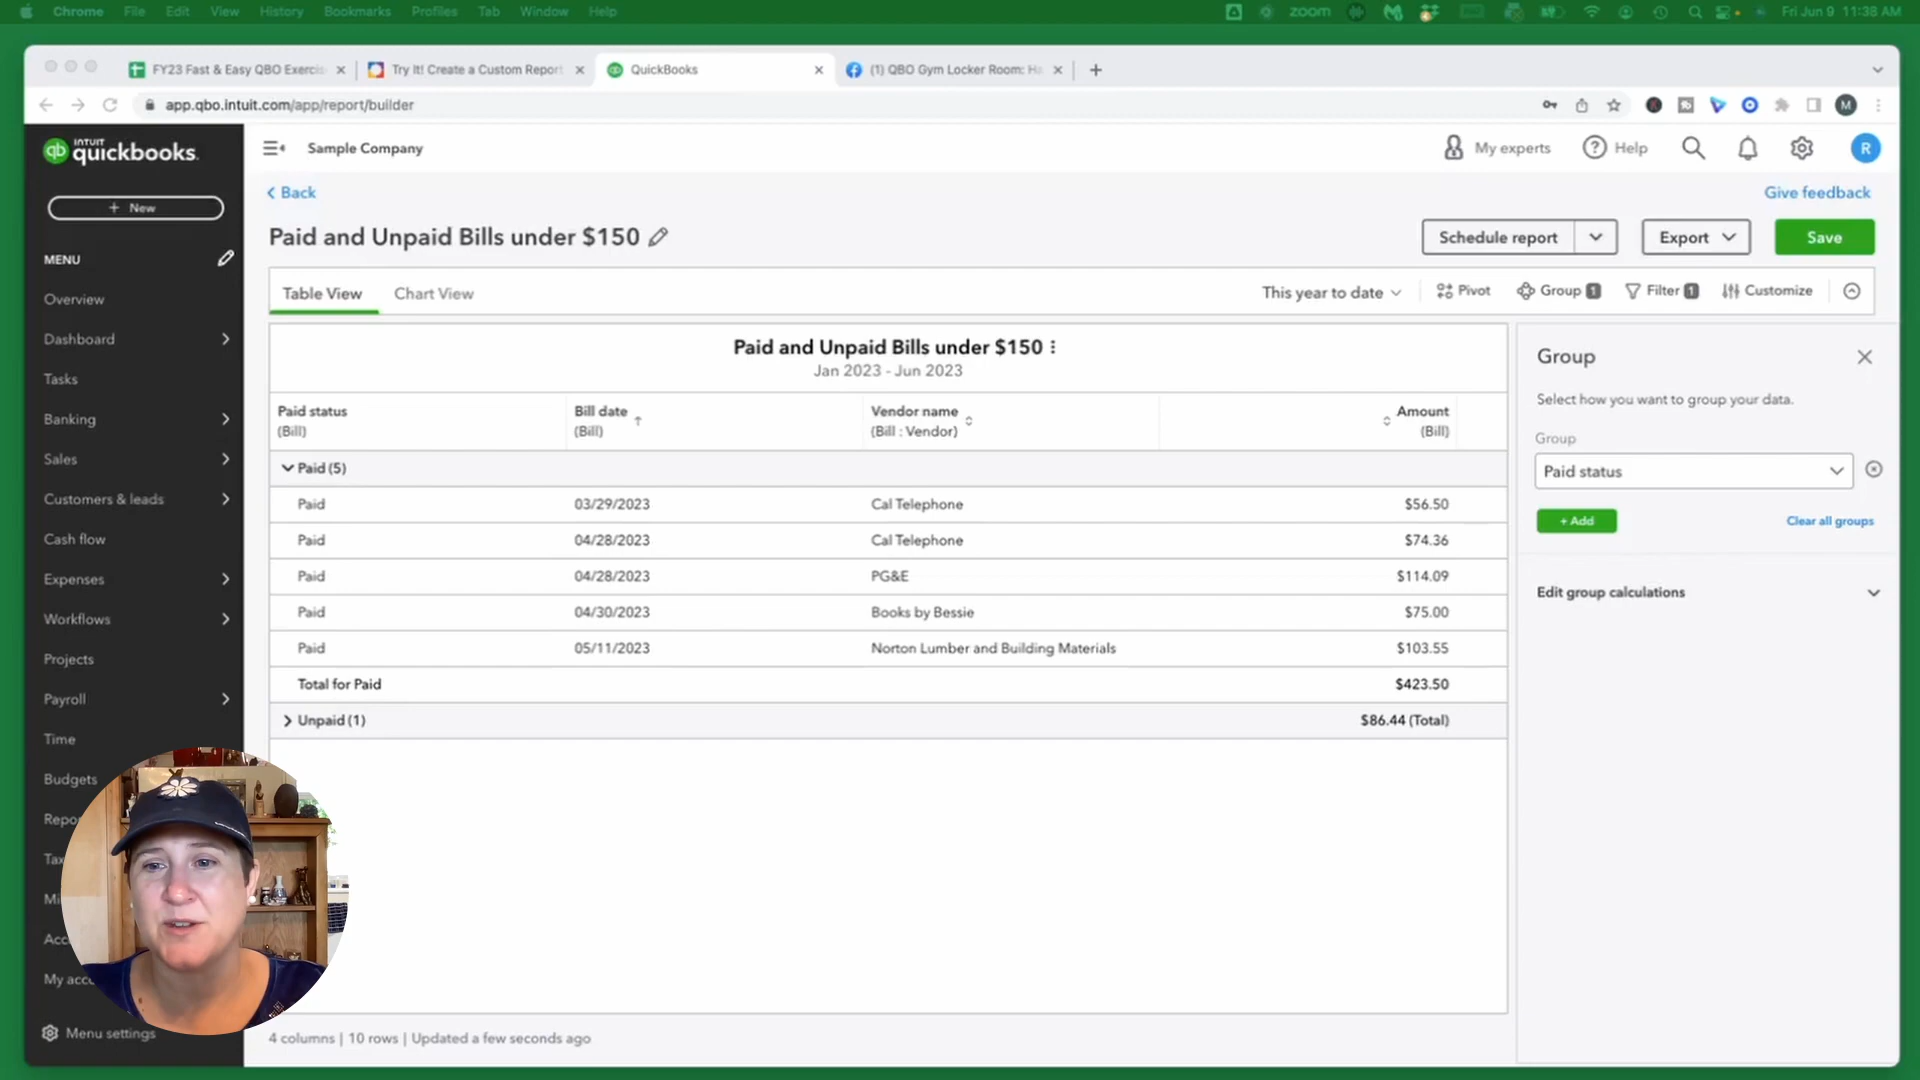 Chrome File Edit View History Bookmarks Profiles Tab Window Help zoom Fri Jun 9 11:38 AM
FY23 Fast & Easy QBO Exercis Try It! Create a Custom Report QuickBooks (1) QBO Gym Locker Room: Ha
app.qbo.intuit.com/app/report/builder M
INTUIT
qb quickbooks. Sample Company My experts Help R
Back Give feedback
+ New
Paid and Unpaid Bills under $150 Schedule report Export Save
MENU
Table View Chart View This year to date Pivot Group 1 Filter 1 Customize
Overview
Dashboard
Tasks
Banking
Sales
Customers & leads
Cash flow
Expenses
Workflows
Projects
Payroll
Time
Budgets
Repor
Tax
Mi
Acc
My acc
Menu settings
Paid and Unpaid Bills under $150
Jan 2023 - Jun 2023
Paid status Bill date Vendor name Amount
(Bill) (Bill) (Bill : Vendor) (Bill)
Paid (5)
Paid 03/29/2023 Cal Telephone $56.50
Paid 04/28/2023 Cal Telephone $74.36
Paid 04/28/2023 PG&E $114.09
Paid 04/30/2023 Books by Bessie $75.00
Paid 05/11/2023 Norton Lumber and Building Materials $103.55
Total for Paid $423.50
Unpaid (1) $86.44 (Total)
4 columns | 10 rows | Updated a few seconds ago
Group
Select how you want to group your data.
Group
Paid status
+ Add Clear all groups
Edit group calculations